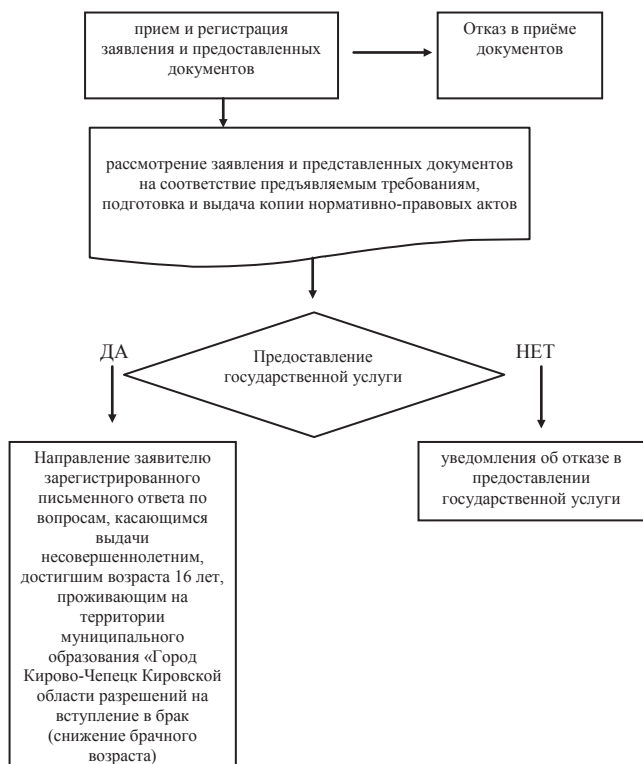 прием и регистрация
заявления и предоставленных
документов
Отказ в приёме
документов
рассмотрение заявления и представленных документов
на соответствие предъявляемым требованиям,
подготовка и выдача копии нормативно-правовых актов
ДА
Предоставление
государственной услуги
НЕТ
Направление заявителю
зарегистрированного
письменного ответа по
вопросам, касающимся
выдачи
несовершеннолетним,
достигшим возраста 16 лет,
проживающим на
территории
муниципального
образования «Город
Кирово-Чепецк Кировской
области разрешений на
вступление в брак
(снижение брачного
возраста)
уведомления об отказе в
предоставлении
государственной услуги